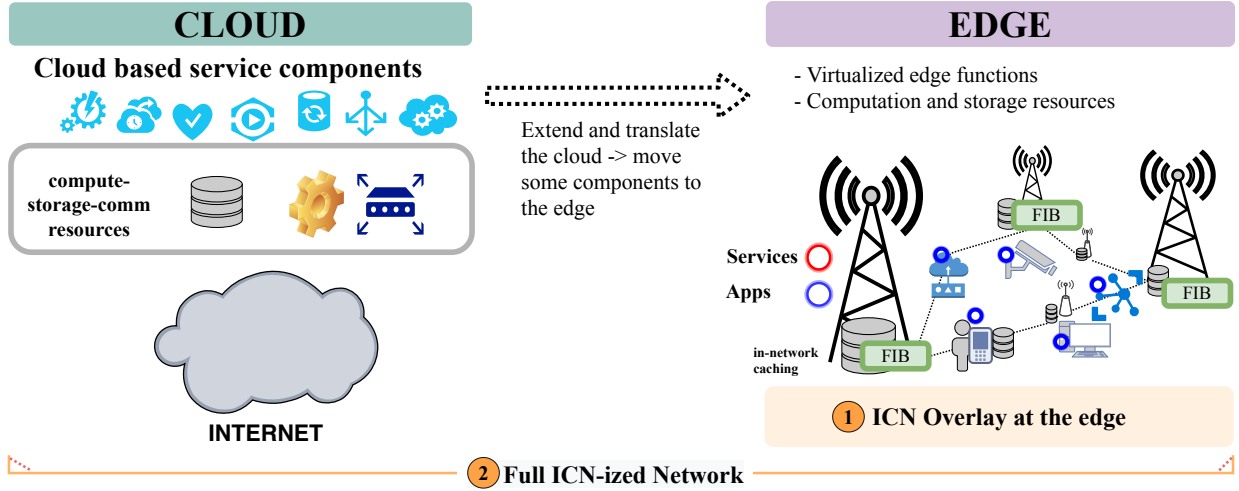 CLOUD
Cloud based service components
compute-
storage-comm
resources
INTERNET
Extend and translate
the cloud -> move
some components to
the edge
EDGE
- Virtualized edge functions
- Computation and storage resources
FIB
Services
Apps
FIB
FIB
in-network
caching
1 ICN Overlay at the edge
2 Full ICN-ized Network